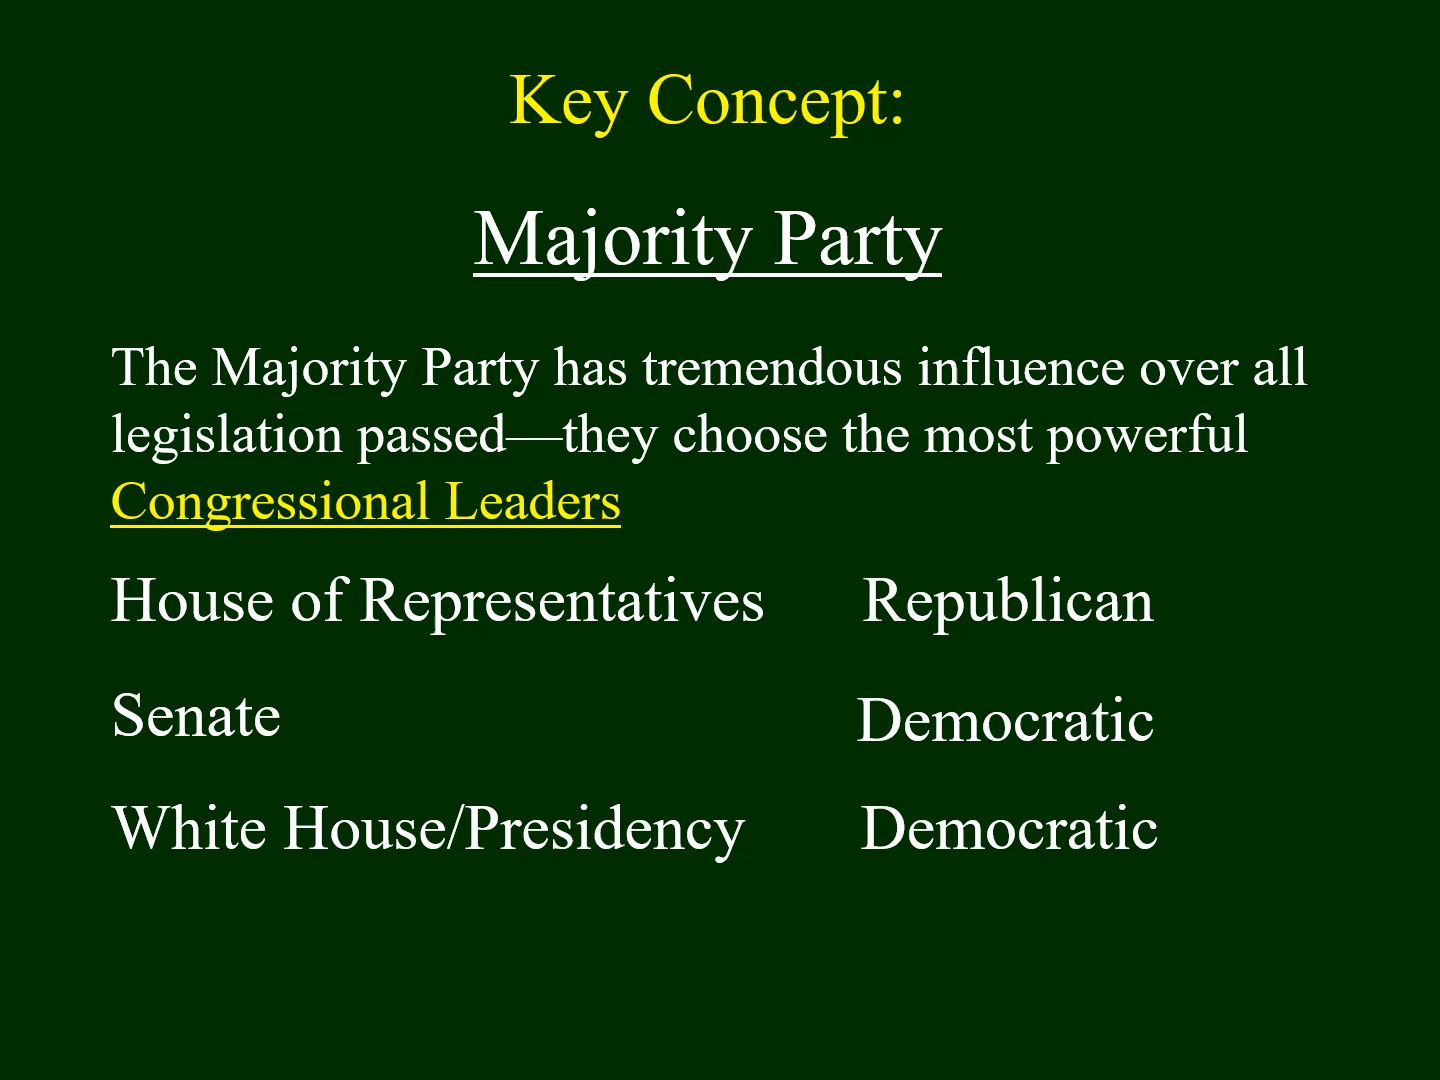 Key Concept:
Majority Party
The Majority Party has tremendous influence over all
legislation passed—they choose the most powerful
Congressional Leaders
House of Representatives Republican
Senate Democratic
White House/Presidency Democratic